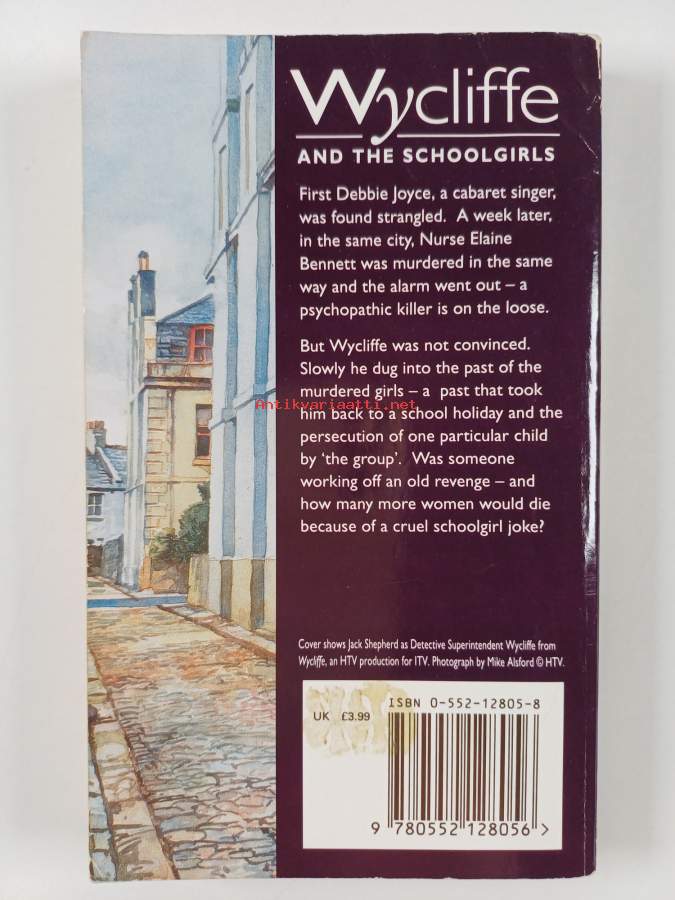 Wycliffe
AND THE SCHOOLGIRLS
First Debbie Joyce, a cabaret singer,
was found strangled. A week later,
in the same city, Nurse Elaine
Bennett was murdered in the same
way and the alarm went out – a
psychopathic killer is on the loose.
But Wycliffe was not convinced.
Slowly he dug into the past of the
murdered girls – a past that took
him back to a school holiday and the
persecution of one particular child
by ‘the group’. Was someone
working off an old revenge – and
how many more women would die
because of a cruel schoolgirl joke?
Antikvariaatti.net
Cover shows Jack Shepherd as Detective Superintendent Wycliffe from
Wycliffe, an HTV production for ITV. Photograph by Mike Alsford © HTV.
UK £3.99
ISBN 0-552-12805-8
9 780552 128056 >